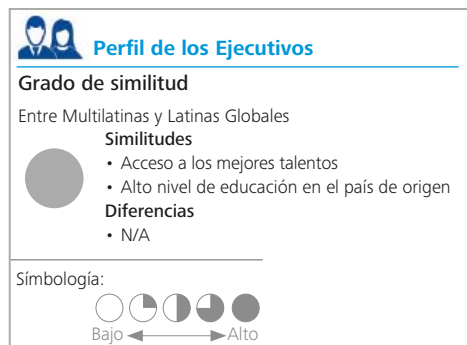 Perfil de los Ejecutivos
Grado de similitud
Entre Multilatinas y Latinas Globales
Similitudes
• Acceso a los mejores talentos
• Alto nivel de educación en el país de origen
Diferencias
• N/A
Símbología:
Bajo Alto